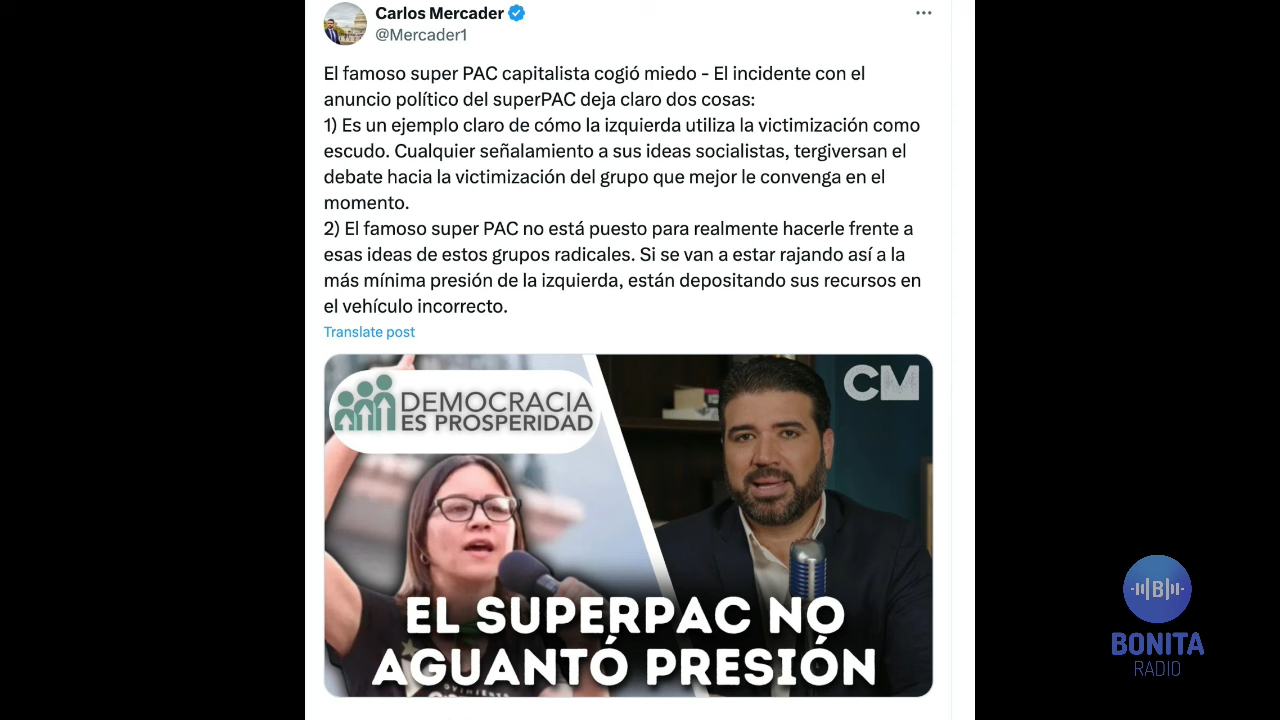 Carlos Mercader
@Mercader1
El famoso super PAC capitalista cogió miedo - El incidente con el
anuncio político del superPAC deja claro dos cosas:
1) Es un ejemplo claro de cómo la izquierda utiliza la victimización como
escudo. Cualquier señalamiento a sus ideas socialistas, tergiversan el
debate hacia la victimización del grupo que mejor le convenga en el
momento.
2) El famoso super PAC no está puesto para realmente hacerle frente a
esas ideas de estos grupos radicales. Si se van a estar rajando así a la
más mínima presión de la izquierda, están depositando sus recursos en
el vehículo incorrecto.
Translate post
DEMOCRACIA
ES PROSPERIDAD
CM
EL SUPERPAC NO
AGUANTÓ PRESIÓN
B
BONITA
RADIO